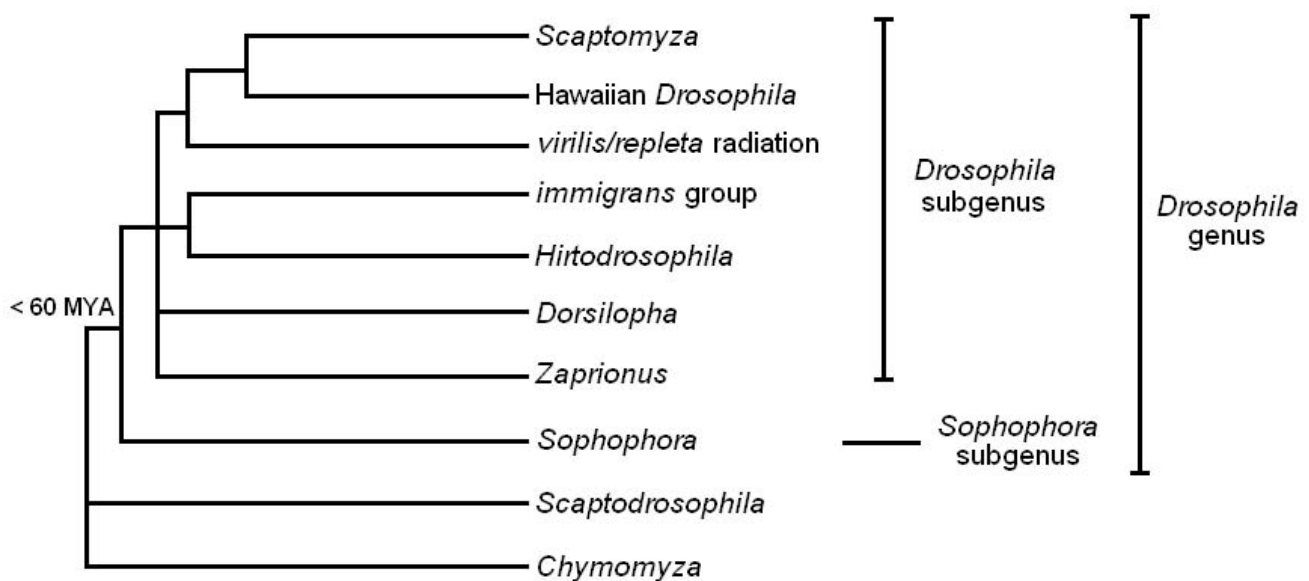 Scaptomyza
Hawaiian Drosophila
virilis/repleta radiation
immigrans group
Hirtodrosophila
Dorsilopha
Zaprionus
Sophophora
Scaptodrosophila
Chymomyza
< 60 MYA
Drosophila
subgenus
Sophophora
subgenus
Drosophila
genus